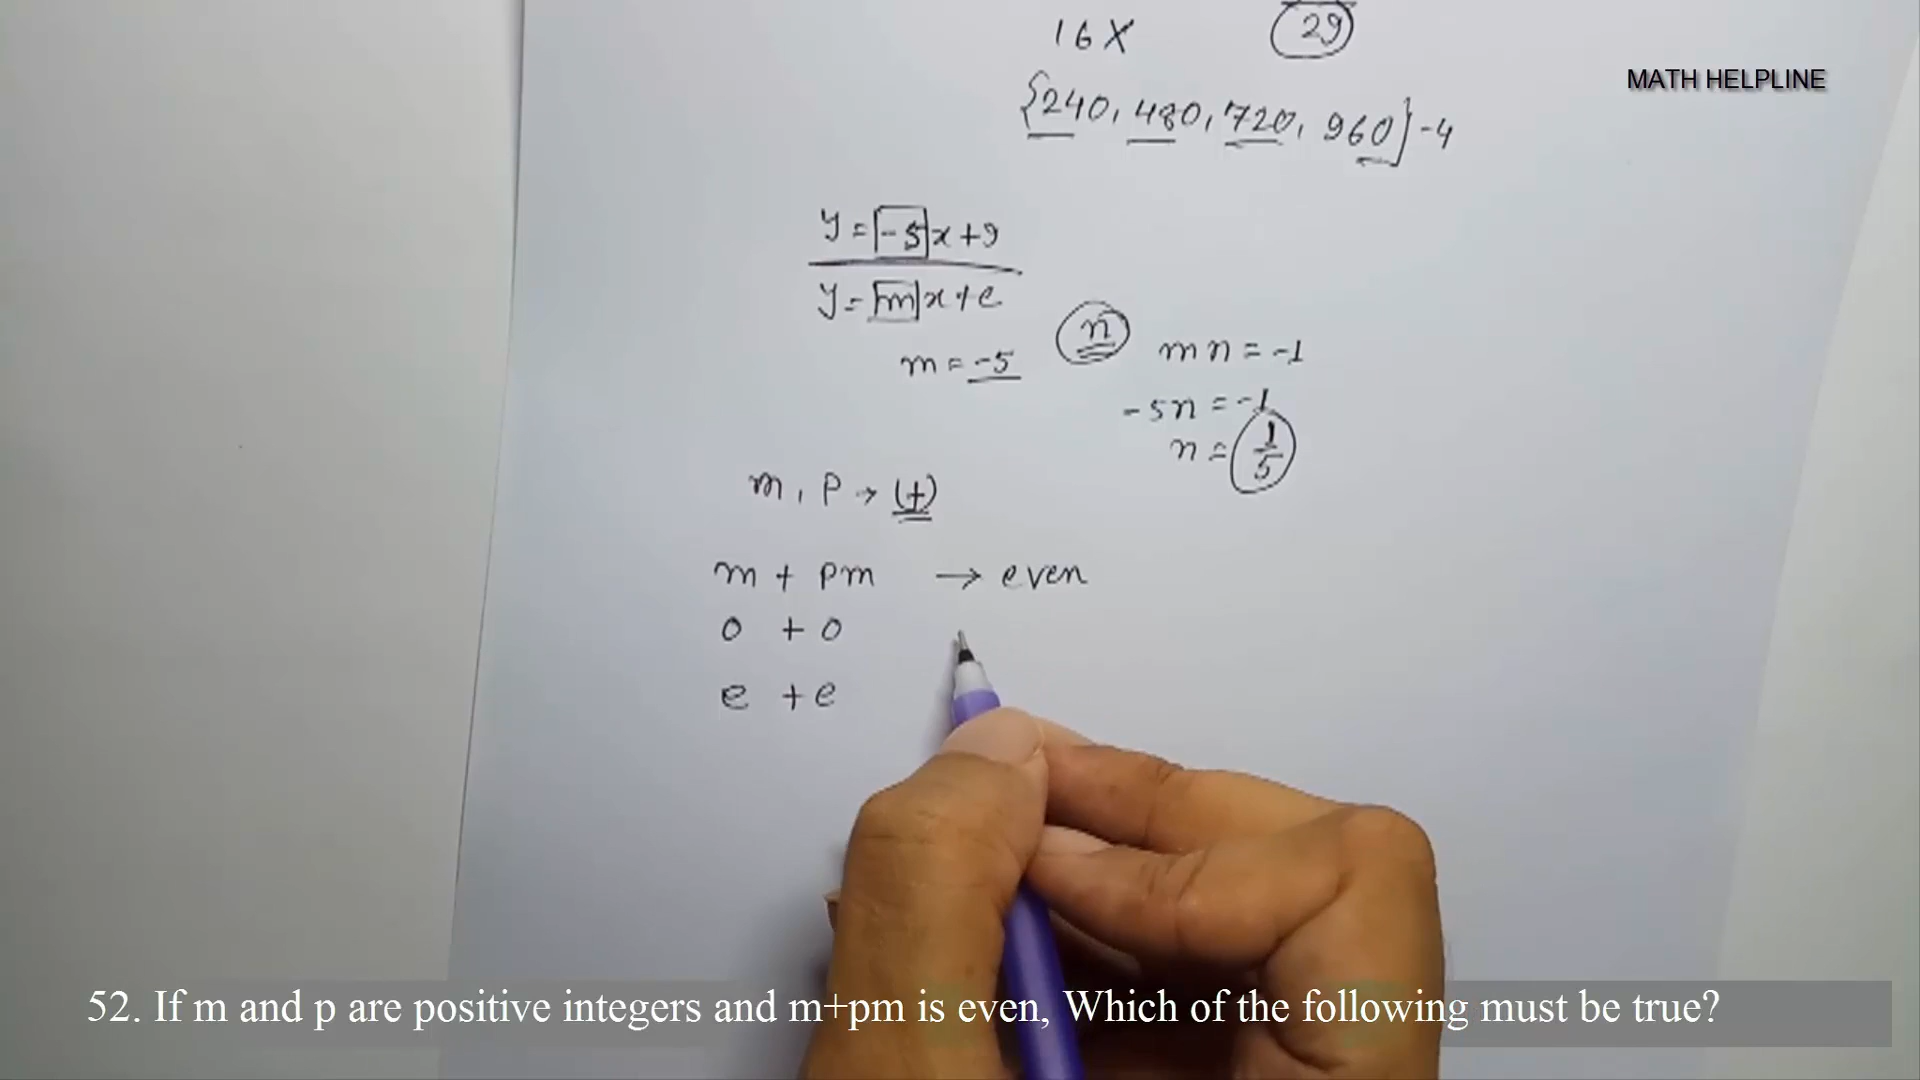 16X
29
MATH HELPLINE
{240, 480, 720, 960} - 4
y = -5x + 9
y = mx + c
n
m = -5
mn = -1
-5n = -1
n = 1/5
m, p → (+)
m + pm → even
o + o
e + e
52. If m and p are positive integers and m+pm is even, Which of the following must be true?